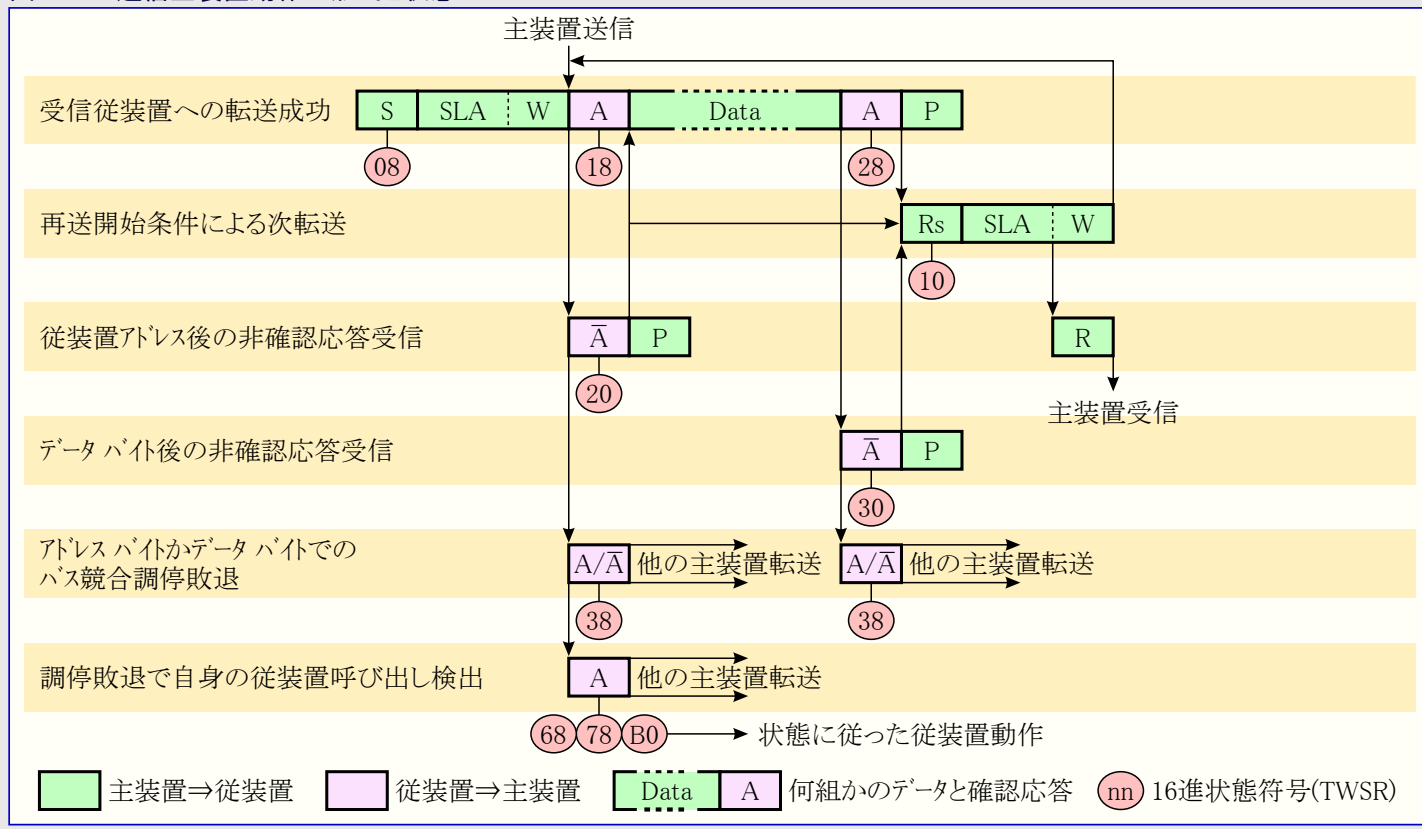 主装置送信
受信従装置への転送成功
S SLA W A Data A P
08 18 28
再送開始条件による次転送
Rs SLA W
10
従装置アドレス後の非確認応答受信
A̅ P
R
20
主装置受信
データ バイト後の非確認応答受信
A̅ P
30
アドレス バイトかデータ バイトでの
バス競合調停敗退
A/A̅ 他の主装置転送 A/A̅ 他の主装置転送
38 38
調停敗退で自身の従装置呼び出し検出
A 他の主装置転送
68 78 B0 状態に従った従装置動作
主装置⇒従装置 従装置⇒主装置 Data A 何組かのデータと確認応答 nn 16進状態符号(TWSR)